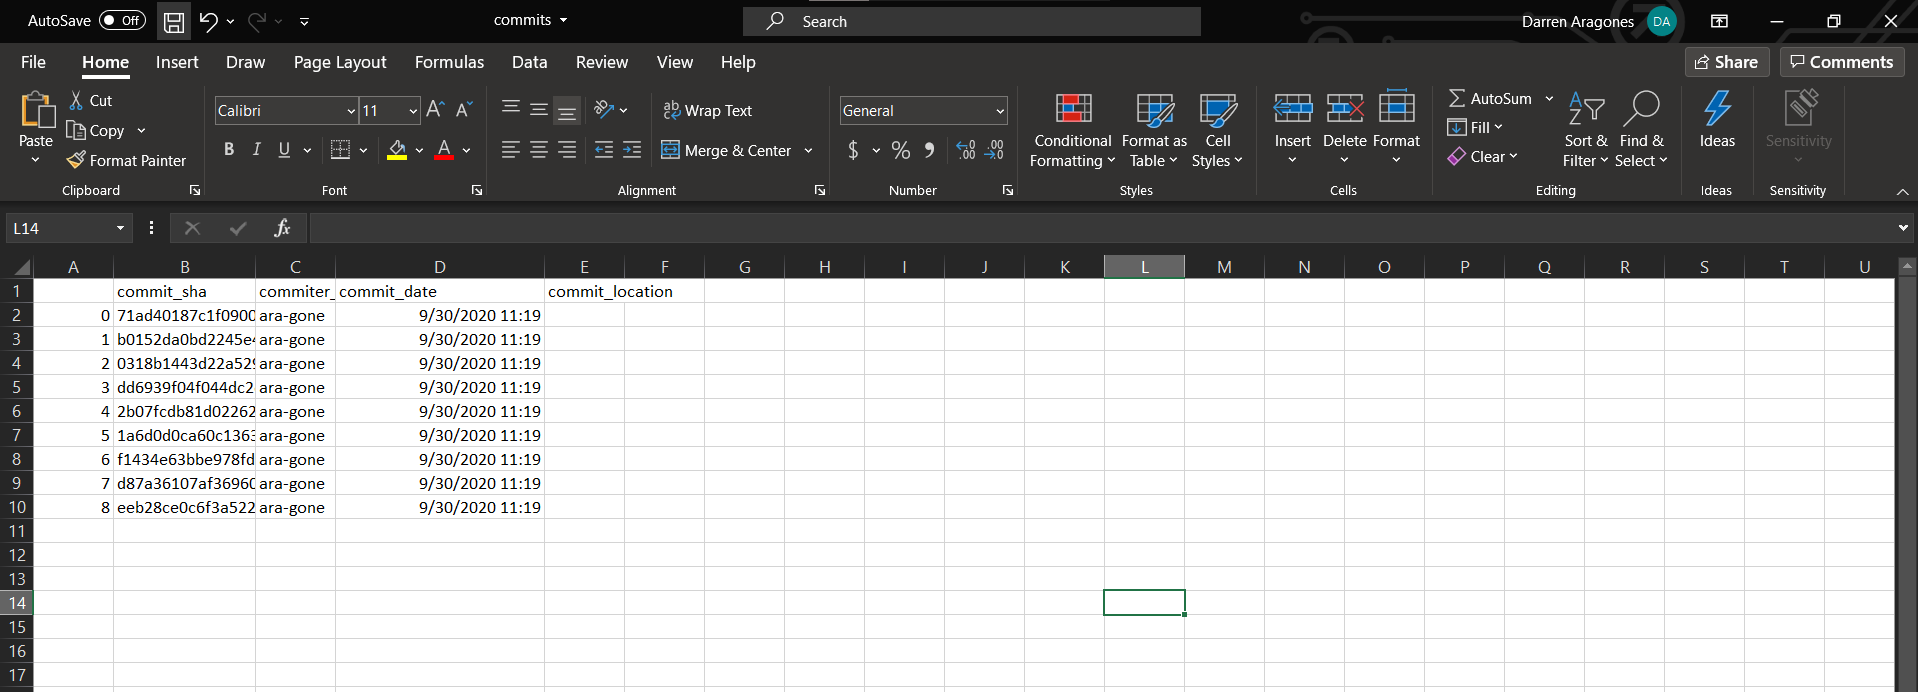 AutoSave Off commits Search Darren Aragones DA
File Home Insert Draw Page Layout Formulas Data Review View Help Share Comments
Paste Cut Copy Format Painter Clipboard
Calibri 11 B I U A Font
Wrap Text Merge & Center Alignment
General $ % Number
Conditional Formatting Format as Table Cell Styles Styles
Insert Delete Format Cells
AutoSum Fill Clear Sort & Filter Find & Select Editing
Ideas Ideas
Sensitivity Sensitivity
L14 fx
A B C D E F G H I J K L M N O P Q R S T U
1 commit_sha commiter_ commit_date commit_location
2 0 71ad40187c1f0900 ara-gone 9/30/2020 11:19
3 1 b0152da0bd2245e4 ara-gone 9/30/2020 11:19
4 2 0318b1443d22a529 ara-gone 9/30/2020 11:19
5 3 dd6939f04f044dc2 ara-gone 9/30/2020 11:19
6 4 2b07fcdb81d02262 ara-gone 9/30/2020 11:19
7 5 1a6d0d0ca60c1363 ara-gone 9/30/2020 11:19
8 6 f1434e63bbe978fd ara-gone 9/30/2020 11:19
9 7 d87a36107af36960 ara-gone 9/30/2020 11:19
10 8 eeb28ce0c6f3a522 ara-gone 9/30/2020 11:19
11
12
13
14
15
16
17